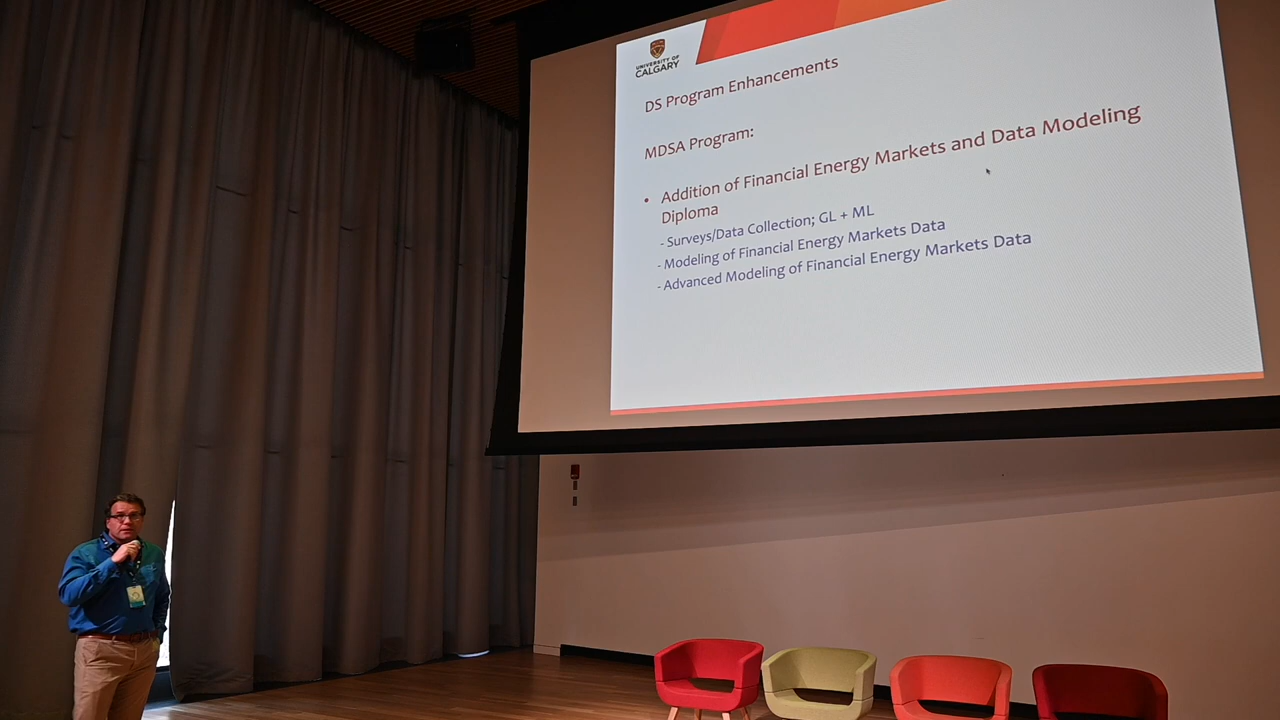 UNIVERSITY OF
CALGARY
DS Program Enhancements
MDSA Program:
• Addition of Financial Energy Markets and Data Modeling
Diploma
- Surveys/Data Collection; GL + ML
- Modeling of Financial Energy Markets Data
- Advanced Modeling of Financial Energy Markets Data